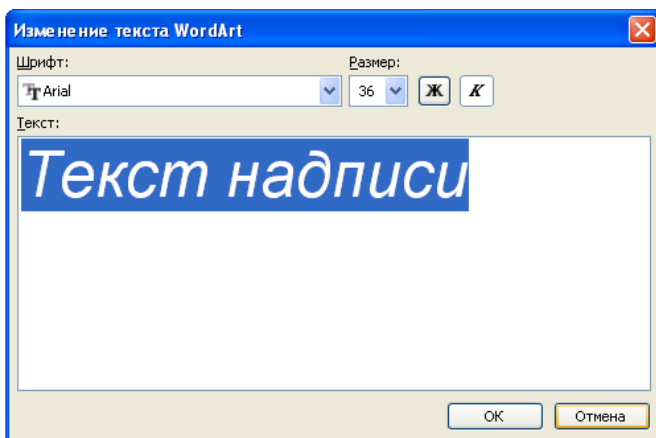 Изменение текста WordArt
Шрифт: Размер:
Arial 36 Ж К
Текст:
Текст надписи
ОК Отмена